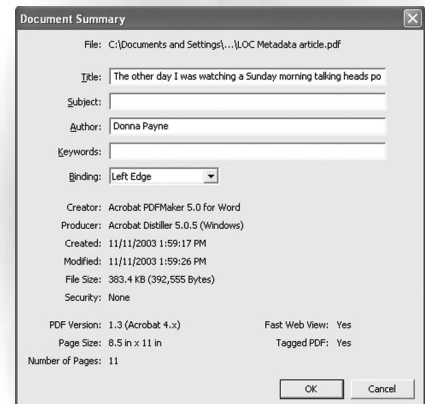 Document Summary
File: C:\Documents and Settings\...\LOC Metadata article.pdf
Title: The other day I was watching a Sunday morning talking heads po
Subject:
Author: Donna Payne
Keywords:
Binding: Left Edge
Creator: Acrobat PDFMaker 5.0 for Word
Producer: Acrobat Distiller 5.0.5 (Windows)
Created: 11/11/2003 1:59:17 PM
Modified: 11/11/2003 1:59:26 PM
File Size: 383.4 KB (392,555 Bytes)
Security: None
PDF Version: 1.3 (Acrobat 4.x) Fast Web View: Yes
Page Size: 8.5 in x 11 in Tagged PDF: Yes
Number of Pages: 11
OK Cancel